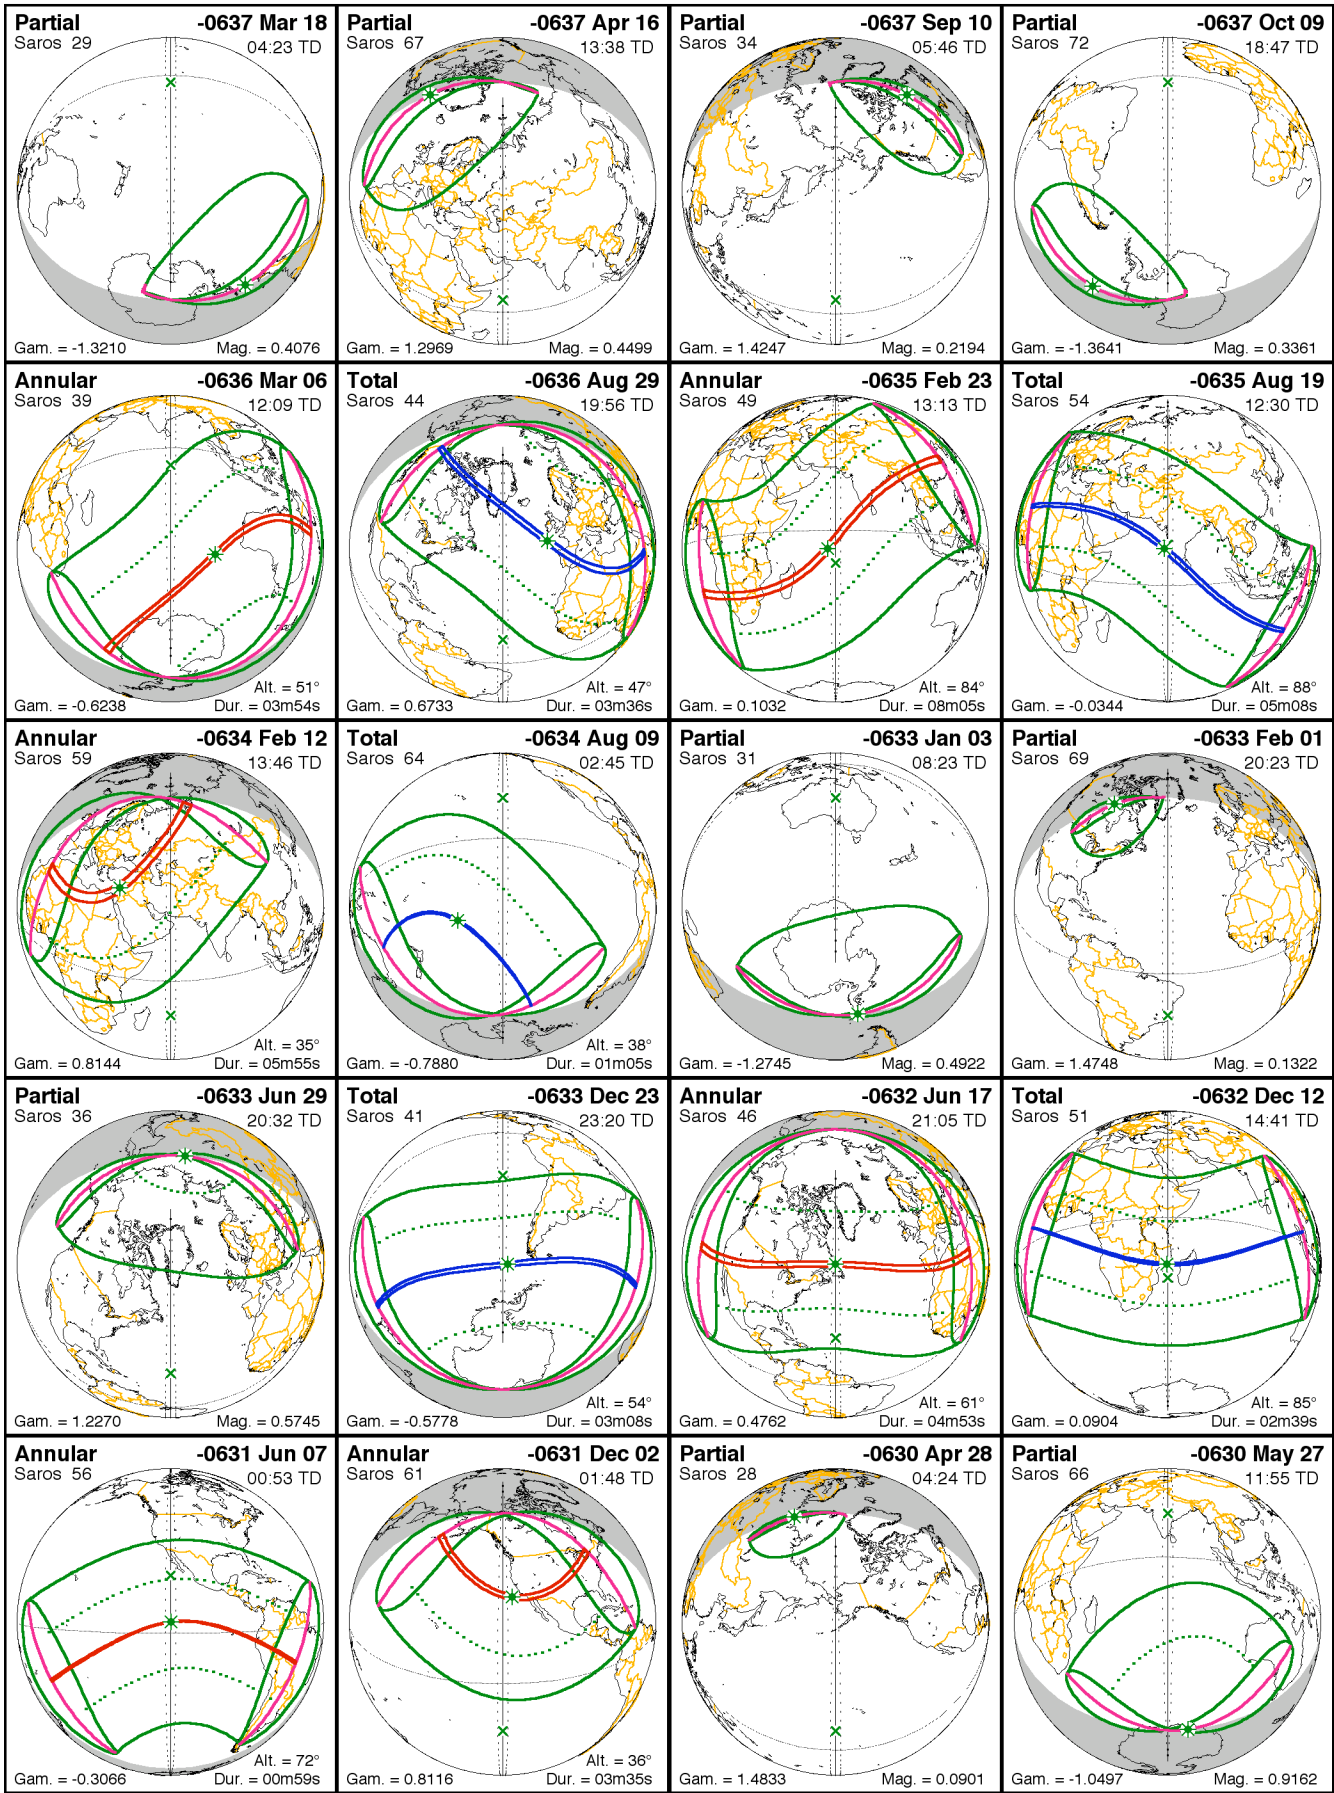 Partial -0637 Mar 18
Saros 29 04:23 TD
Gam. = -1.3210 Mag. = 0.4076
Partial -0637 Apr 16
Saros 67 13:38 TD
Gam. = 1.2969 Mag. = 0.4499
Partial -0637 Sep 10
Saros 34 05:46 TD
Gam. = 1.4247 Mag. = 0.2194
Partial -0637 Oct 09
Saros 72 18:47 TD
Gam. = -1.3641 Mag. = 0.3361
Annular -0636 Mar 06
Saros 39 12:09 TD
Alt. = 51°
Gam. = -0.6238 Dur. = 03m54s
Total -0636 Aug 29
Saros 44 19:56 TD
Alt. = 47°
Gam. = 0.6733 Dur. = 03m36s
Annular -0635 Feb 23
Saros 49 13:13 TD
Alt. = 84°
Gam. = 0.1032 Dur. = 08m05s
Total -0635 Aug 19
Saros 54 12:30 TD
Alt. = 88°
Gam. = -0.0344 Dur. = 05m08s
Annular -0634 Feb 12
Saros 59 13:46 TD
Alt. = 35°
Gam. = 0.8144 Dur. = 05m55s
Total -0634 Aug 09
Saros 64 02:45 TD
Alt. = 38°
Gam. = -0.7880 Dur. = 01m05s
Partial -0633 Jan 03
Saros 31 08:23 TD
Gam. = -1.2745 Mag. = 0.4922
Partial -0633 Feb 01
Saros 69 20:23 TD
Gam. = 1.4748 Mag. = 0.1322
Partial -0633 Jun 29
Saros 36 20:32 TD
Gam. = 1.2270 Mag. = 0.5745
Total -0633 Dec 23
Saros 41 23:20 TD
Alt. = 54°
Gam. = -0.5778 Dur. = 03m08s
Annular -0632 Jun 17
Saros 46 21:05 TD
Alt. = 61°
Gam. = 0.4762 Dur. = 04m53s
Total -0632 Dec 12
Saros 51 14:41 TD
Alt. = 85°
Gam. = 0.0904 Dur. = 02m39s
Annular -0631 Jun 07
Saros 56 00:53 TD
Alt. = 72°
Gam. = -0.3066 Dur. = 00m59s
Annular -0631 Dec 02
Saros 61 01:48 TD
Alt. = 36°
Gam. = 0.8116 Dur. = 03m35s
Partial -0630 Apr 28
Saros 28 04:24 TD
Gam. = 1.4833 Mag. = 0.0901
Partial -0630 May 27
Saros 66 11:55 TD
Gam. = -1.0497 Mag. = 0.9162